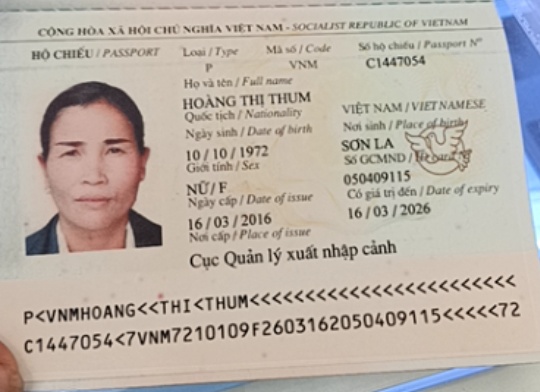 CỘNG HÒA XÃ HỘI CHỦ NGHĨA VIỆT NAM - SOCIALIST REPUBLIC OF VIETNAM
HỘ CHIẾU / PASSPORT Loại / Type Mã số / Code Số hộ chiếu / Passport Nº
P VNM C1447054
Họ và tên / Full name
HOÀNG THỊ THUM
Quốc tịch / Nationality VIỆT NAM / VIETNAMESE
Ngày sinh / Date of birth Nơi sinh / Place of birth
10 / 10 / 1972 SƠN LA
Giới tính / Sex Số GCMND /
NỮ / F 050409115
Ngày cấp / Date of issue Có giá trị đến / Date of expiry
16 / 03 / 2016 16 / 03 / 2026
Nơi cấp / Place of issue
Cục Quản lý xuất nhập cảnh
P<VNMHOANG<<THI<THUM<<<<<<<<<<<<<<<<<<<<<<<<
C1447054<7VNM7210109F2603162050409115<<<<<72